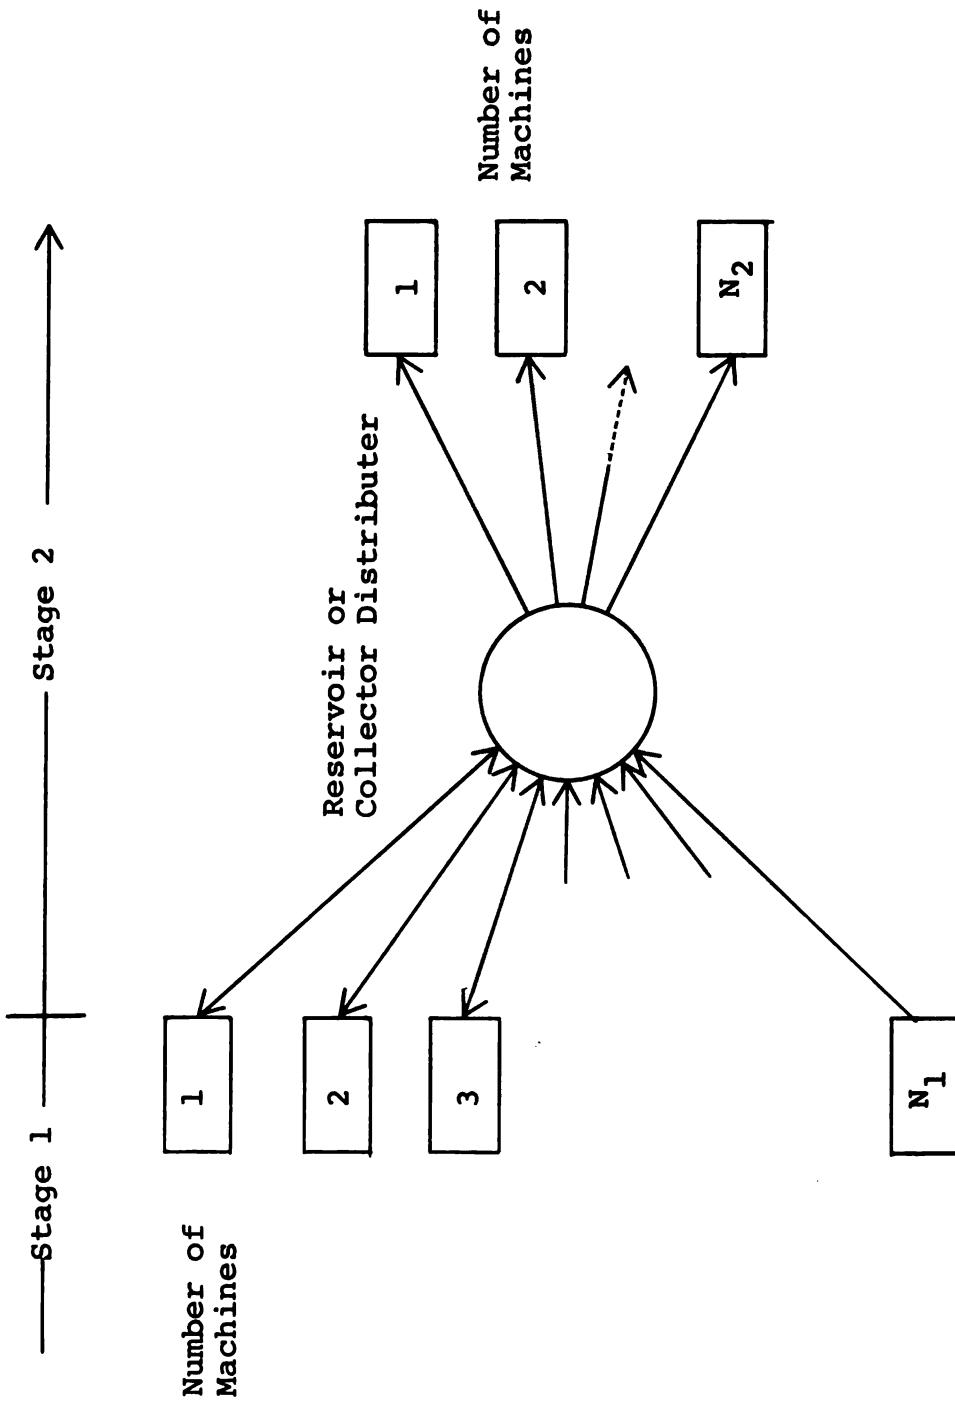 Stage 1
Stage 2
Number of
Machines
1
2
3
N1
Reservoir or
Collector Distributer
1
2
N2
Number of
Machines